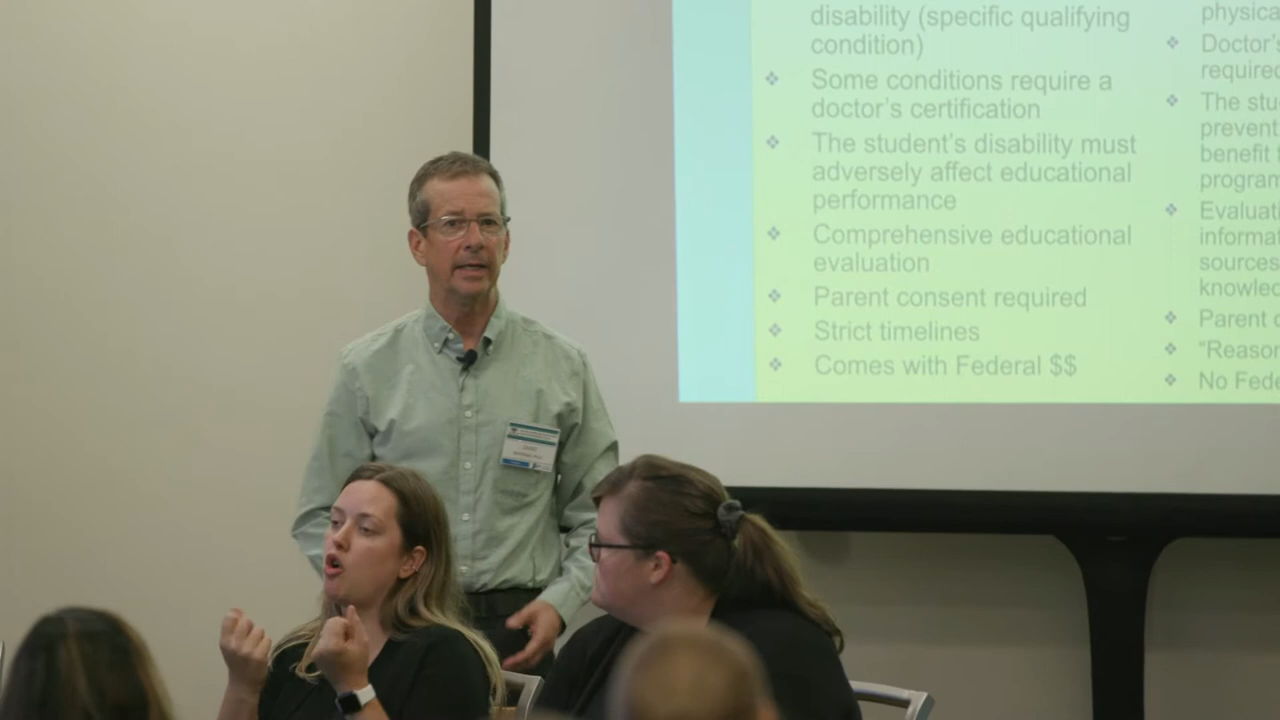 disability (specific qualifying
condition)
❖ Some conditions require a
doctor’s certification
❖ The student’s disability must
adversely affect educational
performance
❖ Comprehensive educational
evaluation
❖ Parent consent required
❖ Strict timelines
❖ Comes with Federal $$
physica
❖ Doctor’s
required
❖ The stu
prevent
benefit
program
❖ Evaluati
informat
sources
knowled
❖ Parent
❖ “Reason
❖ No Fede